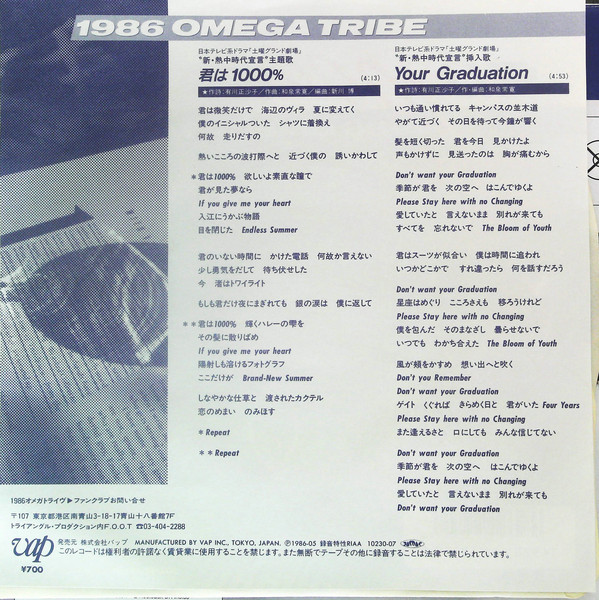 1986 OMEGA TRIBE
日本テレビ系ドラマ「土曜グランド劇場」
"新・熱中時代宣言"主題歌
君は1000%
(4:13)
★作詩:有川正沙子/作曲:和泉常寛/編曲:新川 博
君は微笑だけで 海辺のヴィラ 夏に変えてく
僕のイニシャルついた シャツに着換え
何故 走りだすの
熱いこころの波打際へと 近づく僕の 誘いかわして
*君は1000% 欲しいよ素直な瞳で
君が見た夢なら
If you give me your heart
入江にうかぶ物語
目を閉じた Endless Summer
君のいない時間に かけた電話 何故か言えない
少し勇気をだして 待ち伏せした
今 渚はトワイライト
もしも君だけ夜にまぎれても 銀の涙は 僕に返して
**君は1000% 輝くハレーの雫を
その髪に散りばめ
If you give me your heart
陽射しも溶けるフォトグラフ
ここだけが Brand-New Summer
しなやかな仕草と 渡されたカクテル
恋のめまい のみほす
*Repeat
**Repeat
日本テレビ系ドラマ「土曜グランド劇場」
"新・熱中時代宣言"挿入歌
Your Graduation
(4:53)
★作詩:有川正沙子/作・編曲:和泉常寛
いつも通い慣れてる キャンパスの並木道
やがて近づく その日を待って今鐘が響く
髪を短く切った 君を今日 見かけたよ
声もかけずに 見送ったのは 胸が痛むから
Don't want your Graduation
季節が君を 次の空へ はこんでゆくよ
Please Stay here with no Changing
愛していたと 言えないまま 別れが来ても
すべてを 忘れないで The Bloom of Youth
君はスーツが似合い 僕は時間に追われ
いつかどこかで すれ違ったら 何を話すだろう
Don't want your Graduation
星座はめぐり こころさえも 移ろうけれど
Please Stay here with no Changing
僕を包んだ そのまなざし 曇らせないで
いつでも わかち合えた The Bloom of Youth
風が頬をかすめ 想い出へと吹く
Don't you Remember
Don't want your Graduation
ゲイト くぐれば きらめく日と 君がいた Four Years
Please Stay here with no Changing
また逢えるさと 口にしても みんな信じてない
Don't want your Graduation
季節が君を 次の空へ はこんでゆくよ
Please Stay here with no Changing
愛していたと 言えないまま 別れが来ても
Don't want your Graduation
1986オメガトライヴ▶ファンクラブお問い合せ
〒107 東京都港区南青山3-18-17青山十八番館7F
トライアングル・プロダクション内F.O.O.T ☎03-404-2288
vap 発売元 株式会社バップ MANUFACTURED BY VAP INC., TOKYO, JAPAN. Ⓟ1986-05 録音特性RIAA 10230-07
¥700 このレコードは権利者の許諾なく賃貸業に使用することを禁じます。また無断でテープその他に録音することは法律で禁じられています。